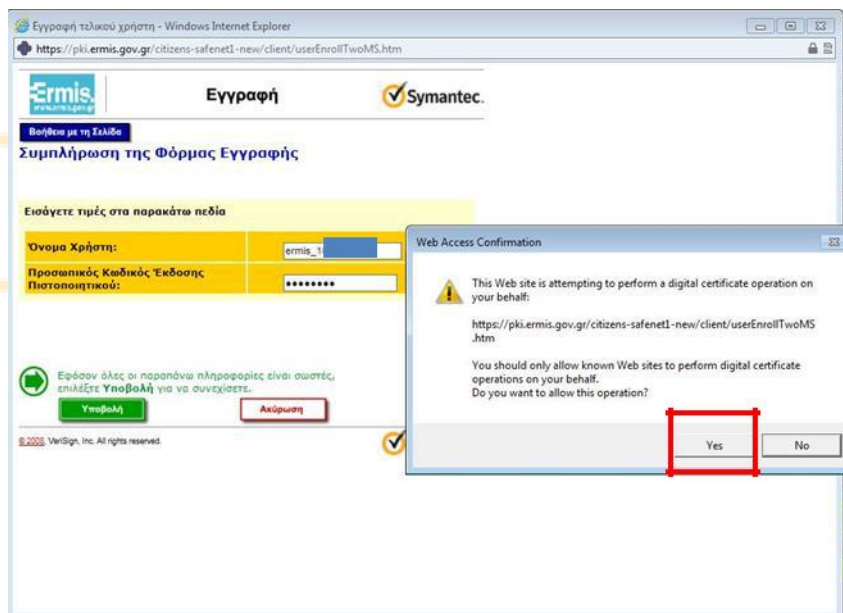 Εγγραφή τελικού χρήστη - Windows Internet Explorer
https://pki.ermis.gov.gr/citizens-safenet1-new/client/userEnrollTwoMS.htm
Ermis
www.ermis.gov.gr
Εγγραφή
Symantec.
Βοήθεια με τη Σελίδα
Συμπλήρωση της Φόρμας Εγγραφής
Εισάγετε τιμές στα παρακάτω πεδία
Όνομα Χρήστη:
ermis_1
Προσωπικός Κωδικός Έκδοσης
Πιστοποιητικού:
••••••••
Εφόσον όλες οι παραπάνω πληροφορίες είναι σωστές,
επιλέξτε Υποβολή για να συνεχίσετε.
Υποβολή
Ακύρωση
© 2008, VeriSign, Inc. All rights reserved.
Web Access Confirmation
This Web site is attempting to perform a digital certificate operation on
your behalf:
https://pki.ermis.gov.gr/citizens-safenet1-new/client/userEnrollTwoMS
.htm
You should only allow known Web sites to perform digital certificate
operations on your behalf.
Do you want to allow this operation?
Yes
No